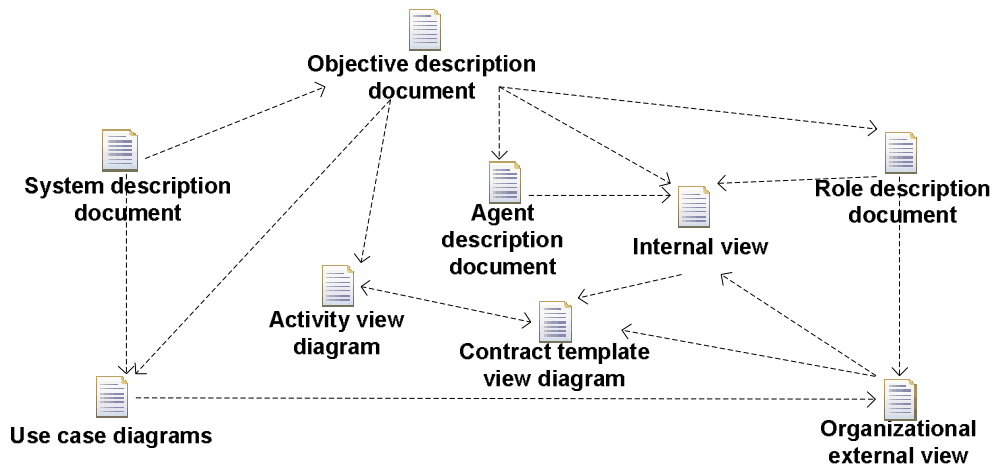 Objective description
document
System description
document
Role description
document
Agent
description
document
Internal view
Activity view
diagram
Contract template
view diagram
Use case diagrams
Organizational
external view